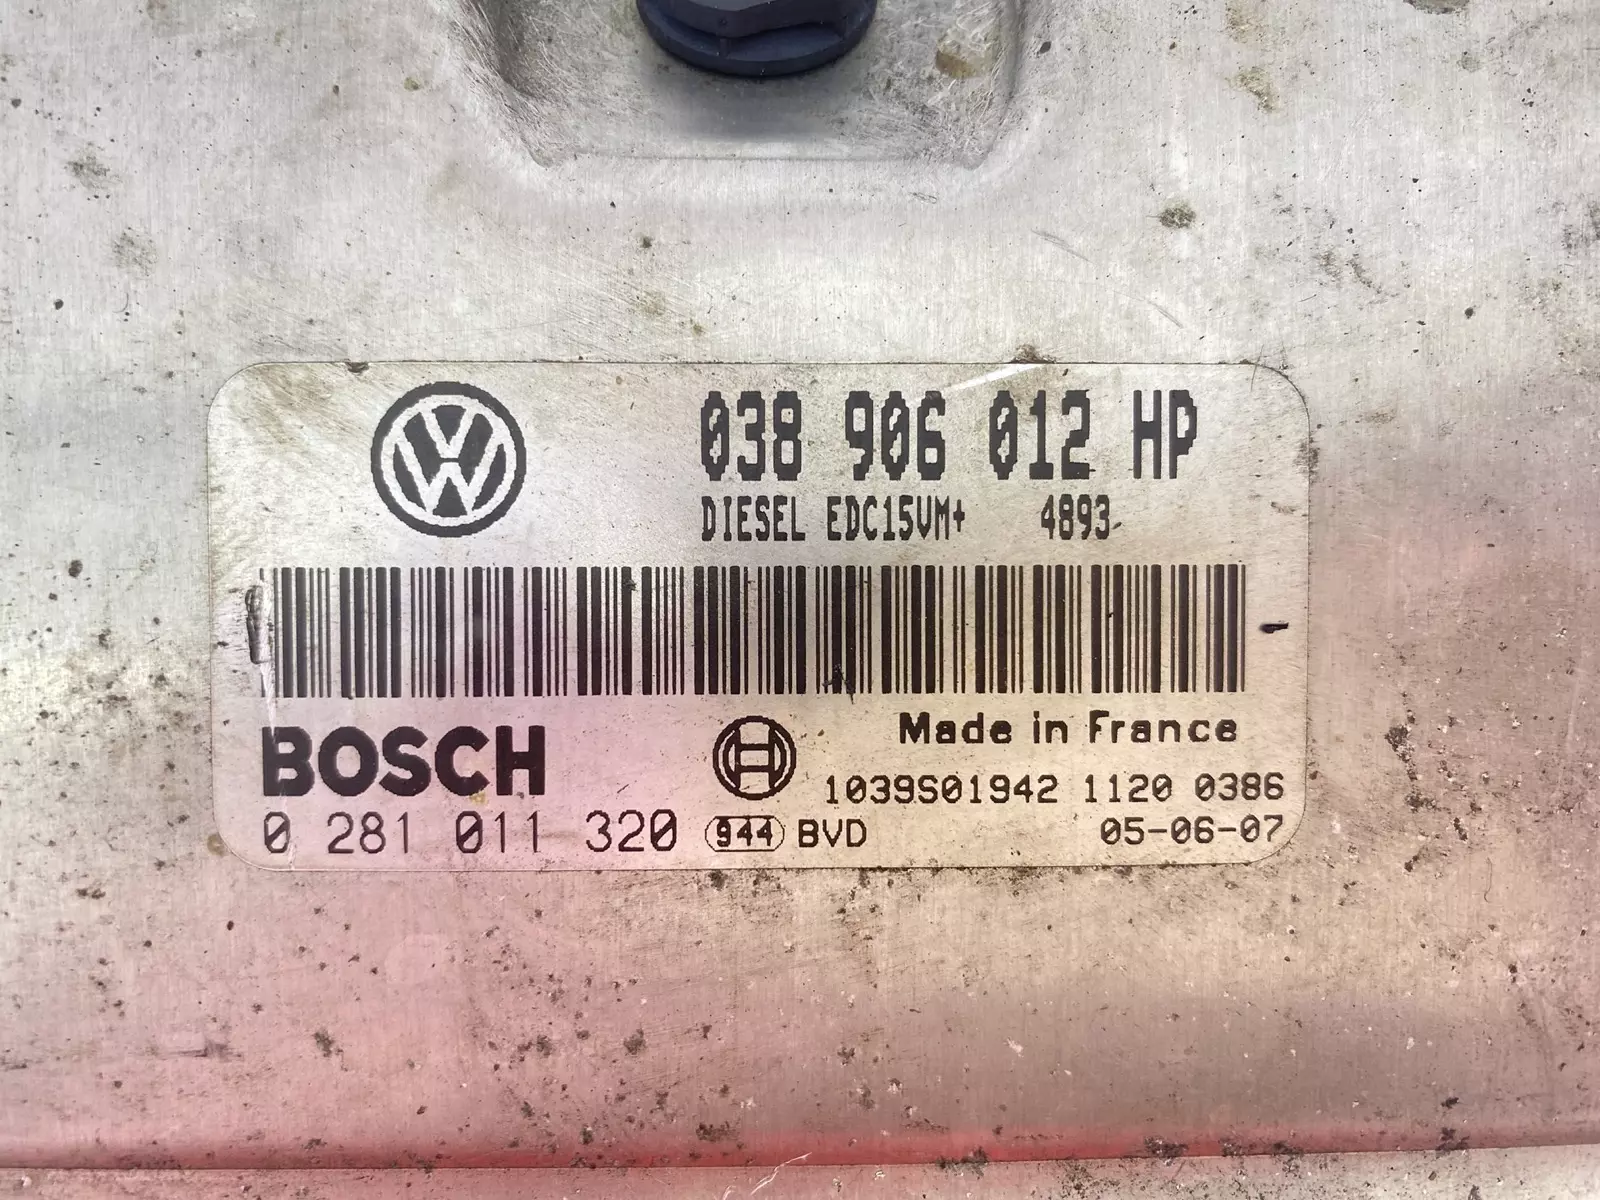 038 906 012 HP
DIESEL EDC15VM+ 4893
BOSCH
Made in France
1039S01942 1120 0386
0 281 011 320 944 BVD 05-06-07